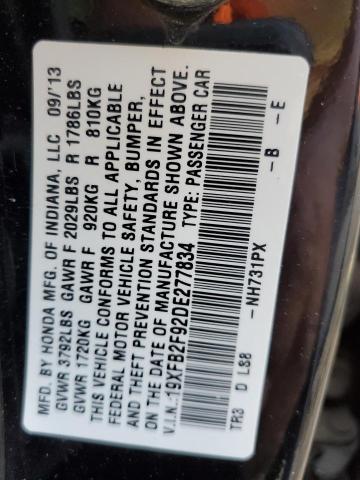 MFD. BY HONDA MFG. OF INDIANA, LLC 09/'13
GVWR 3792LBS GAWR F 2029LBS R 1786LBS
GVWR 1720KG GAWR F 920KG R 810KG
THIS VEHICLE CONFORMS TO ALL APPLICABLE
FEDERAL MOTOR VEHICLE SAFETY, BUMPER,
AND THEFT PREVENTION STANDARDS IN EFFECT
ON THE DATE OF MANUFACTURE SHOWN ABOVE.
V.I.N.:19XFB2F92DE277834 TYPE: PASSENGER CAR
-NH731PX -B -E
TR3 D L88